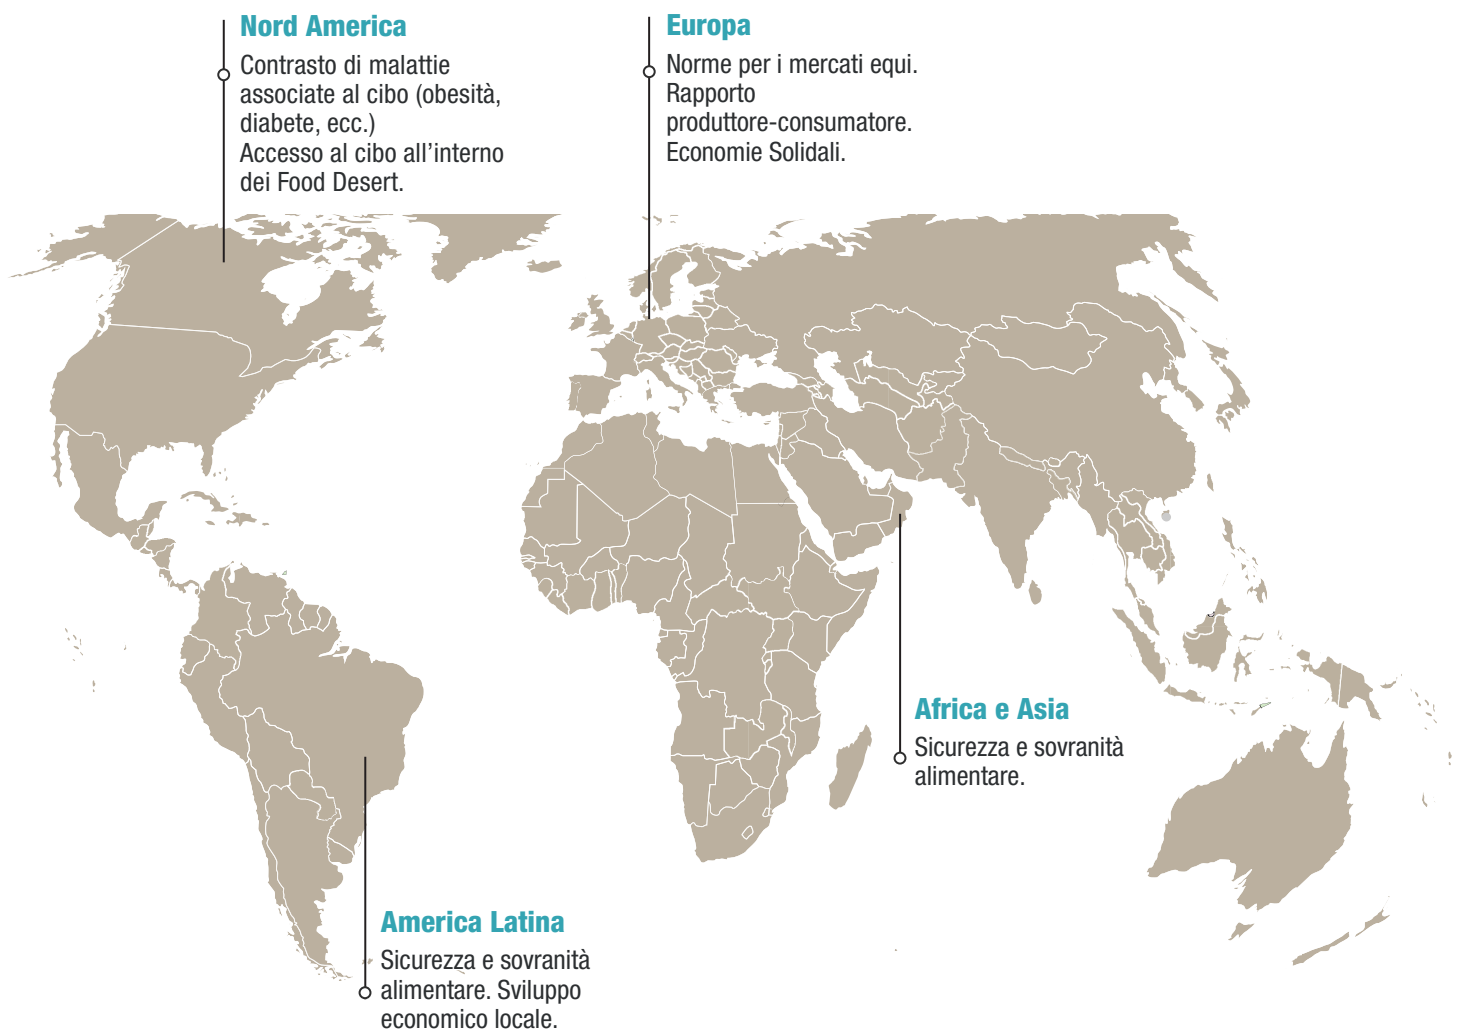 Nord America
Contrasto di malattie
associate al cibo (obesità,
diabete, ecc.)
Accesso al cibo all’interno
dei Food Desert.
Europa
Norme per i mercati equi.
Rapporto
produttore-consumatore.
Economie Solidali.
Africa e Asia
Sicurezza e sovranità
alimentare.
America Latina
Sicurezza e sovranità
alimentare. Sviluppo
economico locale.